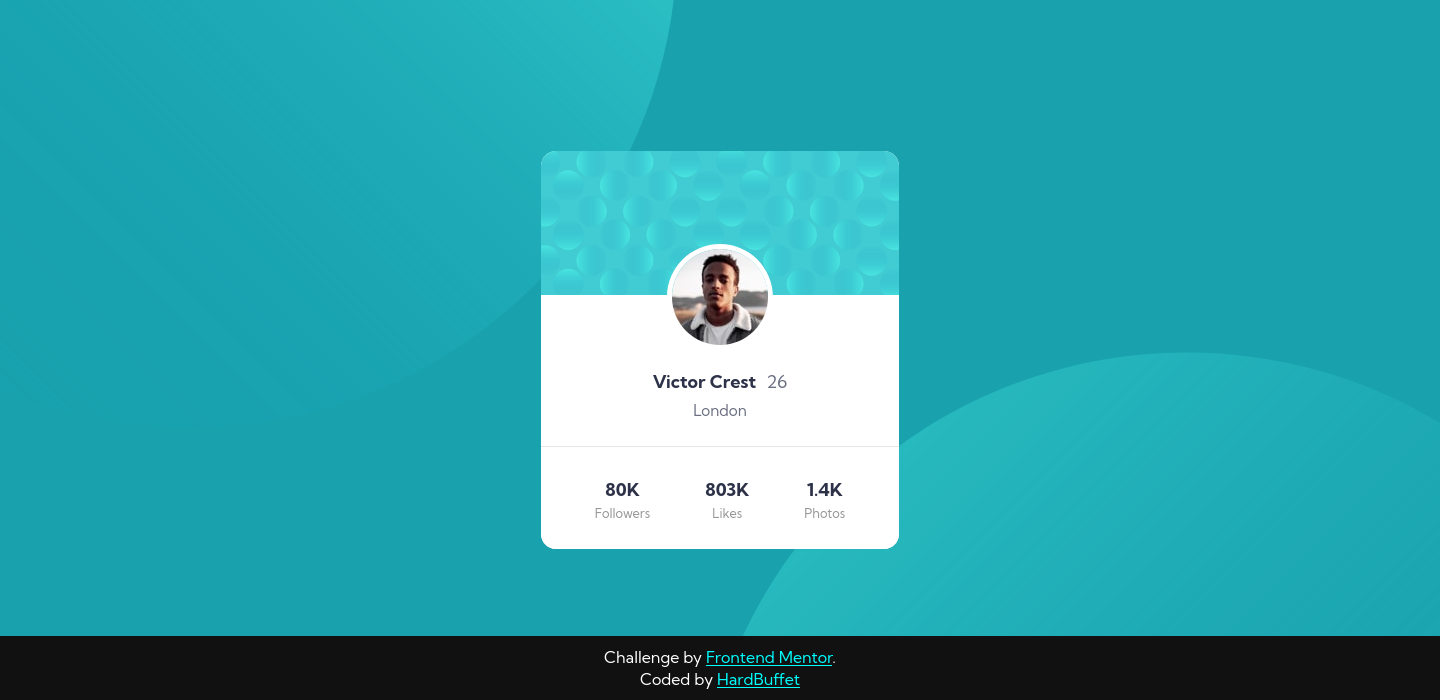 Victor Crest 26
London
80K 803K 1.4K
Followers Likes Photos
Challenge by Frontend Mentor.
Coded by HardBuffet